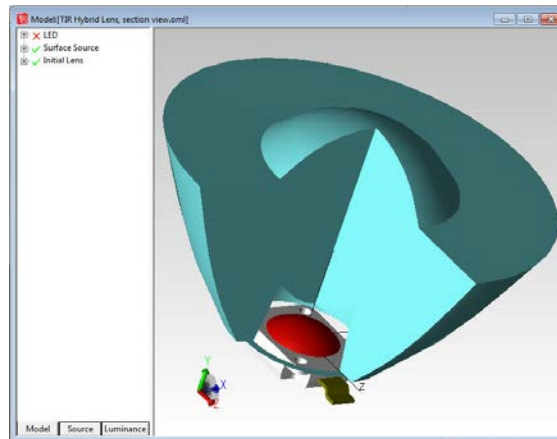 Model:[TIR Hybrid Lens, section view.oml]
LED
Surface Source
Initial Lens
Y
X
Z
Z
Model Source Luminance